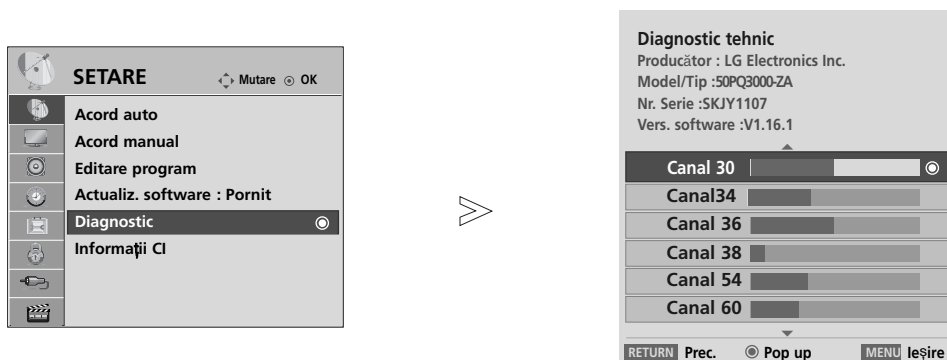 SETARE
Mutare OK
Acord auto
Acord manual
Editare program
Actualiz. software : Pornit
Diagnostic
Informaţii CI
Diagnostic tehnic
Producător : LG Electronics Inc.
Model/Tip :50PQ3000-ZA
Nr. Serie :SKJY1107
Vers. software :V1.16.1
Canal 30
Canal34
Canal 36
Canal 38
Canal 54
Canal 60
RETURN Prec. Pop up MENU Ieşire